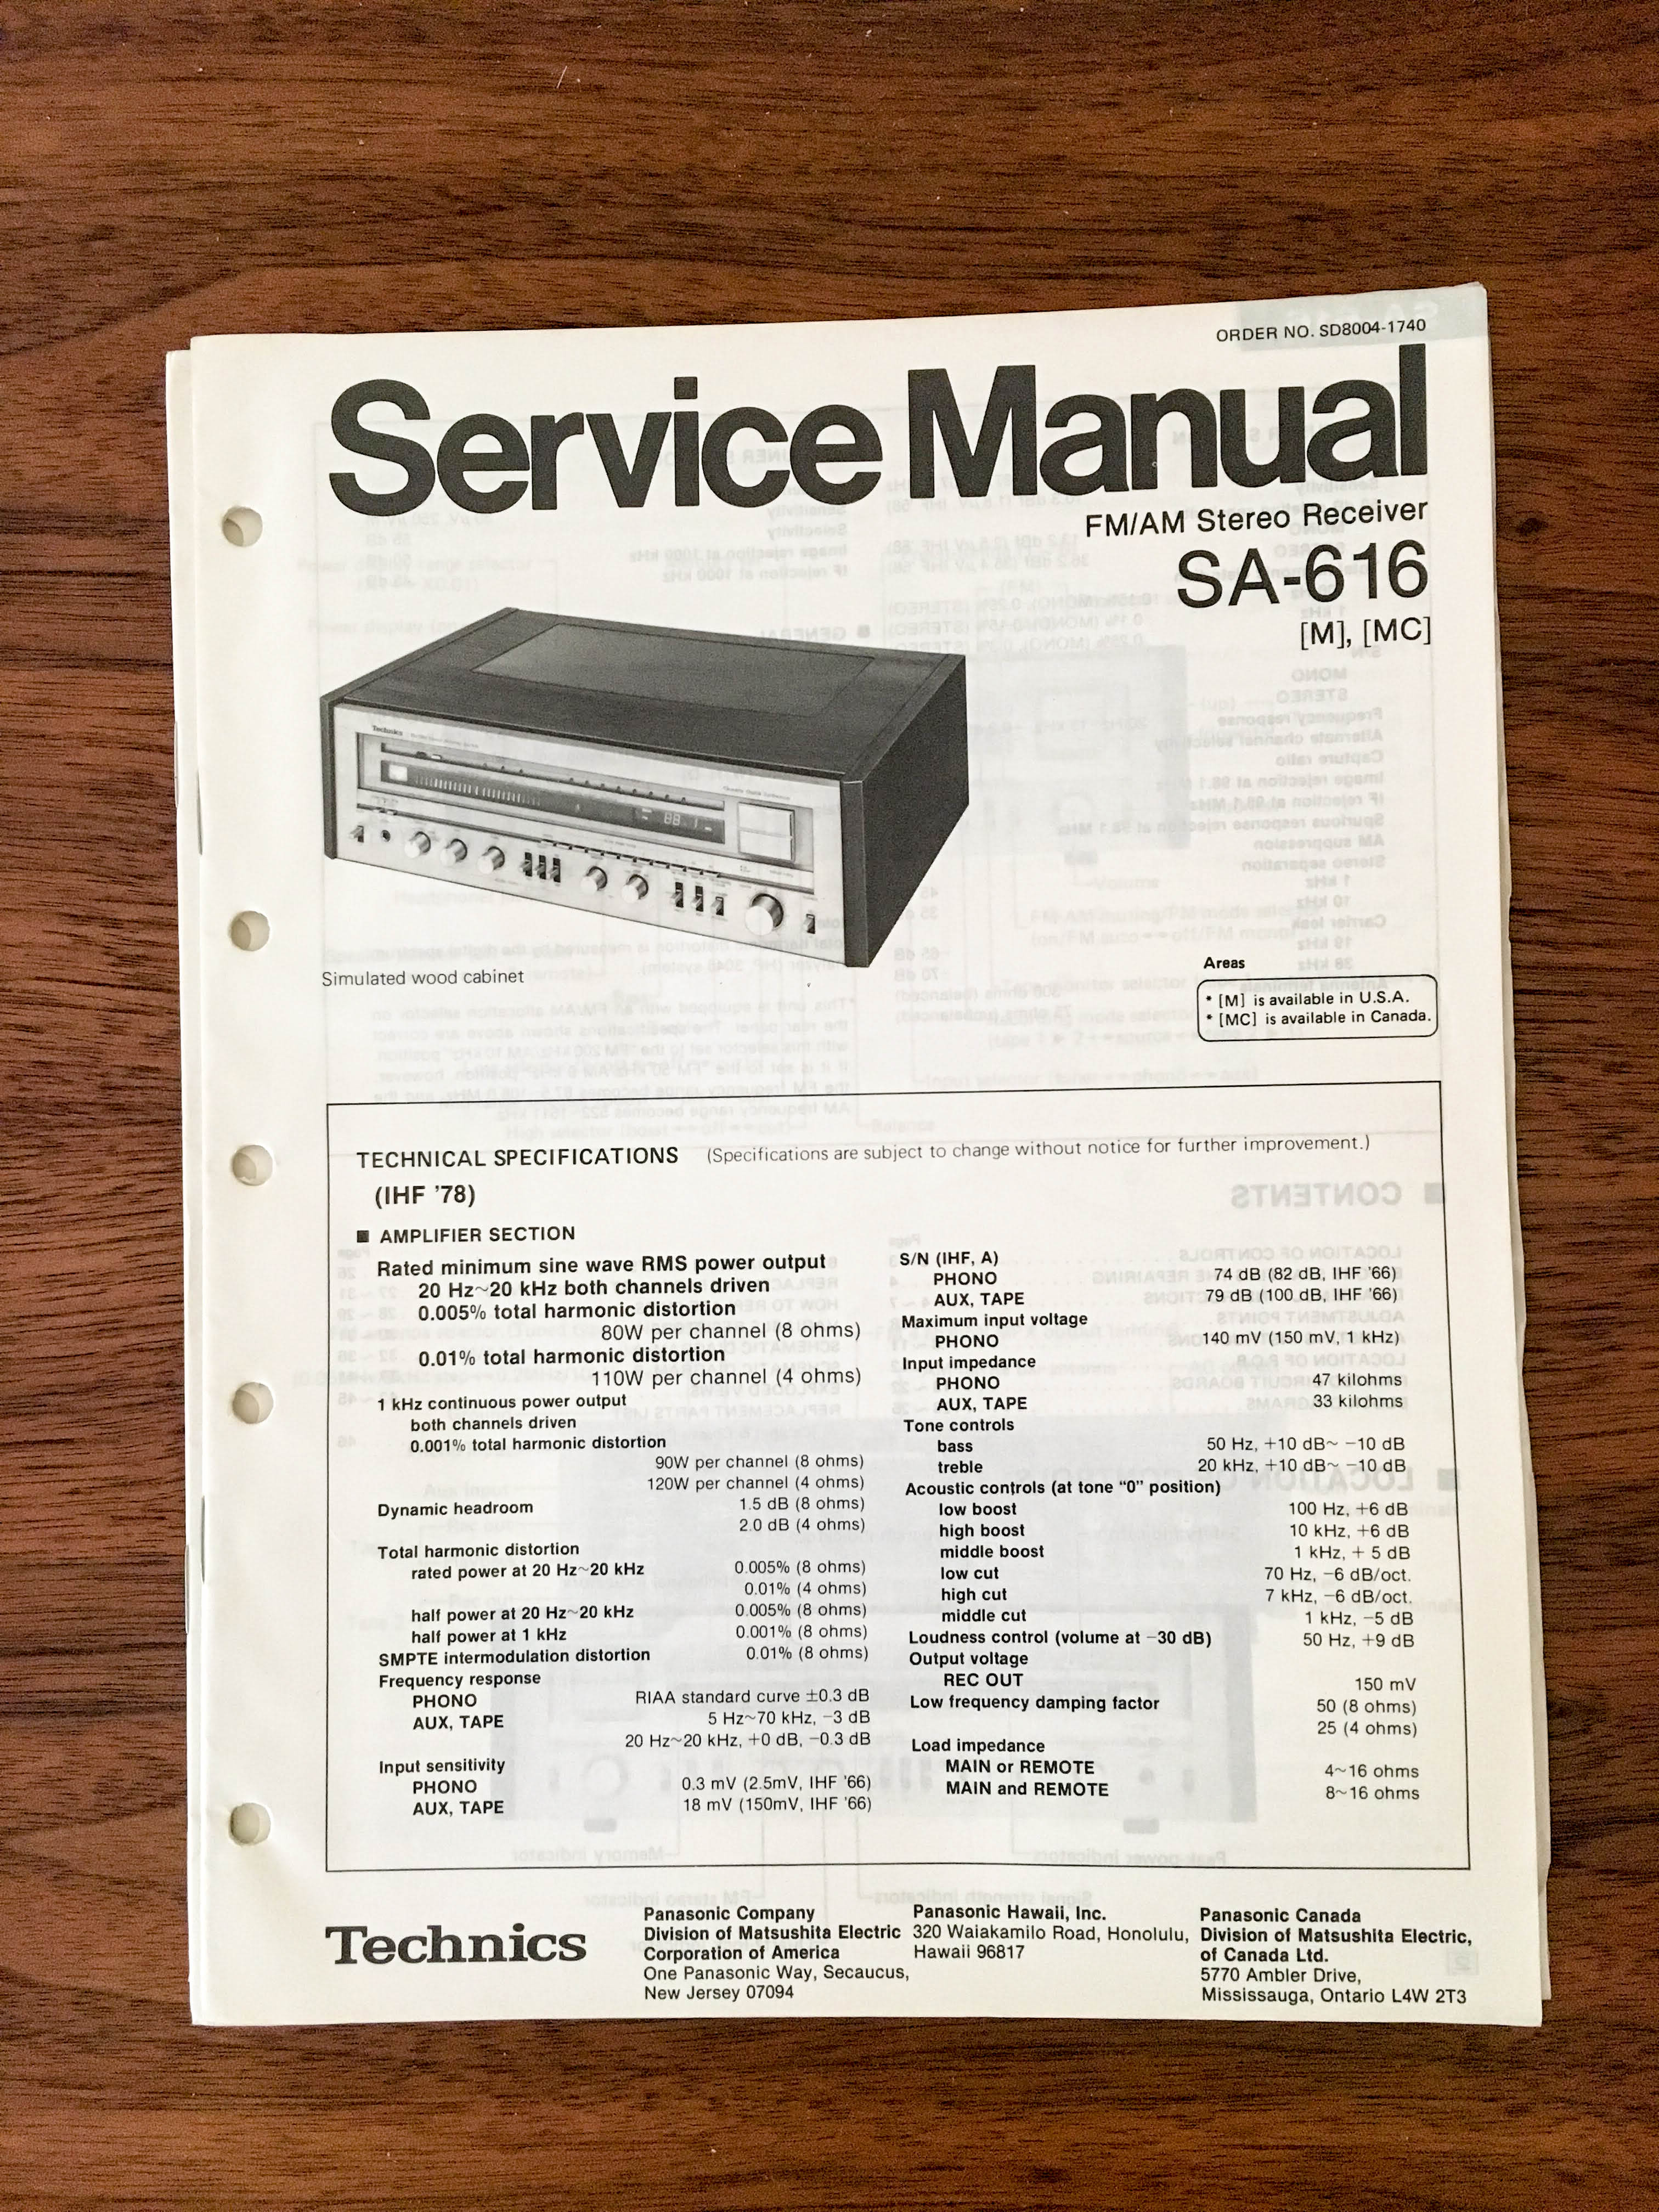 ORDER NO. SD8004-1740
Service Manual
FM/AM Stereo Receiver
SA-616
[M], [MC]
Technics
88.1
Simulated wood cabinet
Areas
* [M] is available in U.S.A.
* [MC] is available in Canada.
TECHNICAL SPECIFICATIONS (Specifications are subject to change without notice for further improvement.)
(IHF '78)
■ AMPLIFIER SECTION
Rated minimum sine wave RMS power output
20 Hz~20 kHz both channels driven
0.005% total harmonic distortion
80W per channel (8 ohms)
0.01% total harmonic distortion
110W per channel (4 ohms)
1 kHz continuous power output
both channels driven
0.001% total harmonic distortion
90W per channel (8 ohms)
120W per channel (4 ohms)
Dynamic headroom 1.5 dB (8 ohms)
2.0 dB (4 ohms)
Total harmonic distortion
rated power at 20 Hz~20 kHz 0.005% (8 ohms)
0.01% (4 ohms)
half power at 20 Hz~20 kHz 0.005% (8 ohms)
half power at 1 kHz 0.001% (8 ohms)
SMPTE intermodulation distortion 0.01% (8 ohms)
Frequency response
PHONO RIAA standard curve ±0.3 dB
AUX, TAPE 5 Hz~70 kHz, −3 dB
20 Hz~20 kHz, +0 dB, −0.3 dB
Input sensitivity
PHONO 0.3 mV (2.5mV, IHF '66)
AUX, TAPE 18 mV (150mV, IHF '66)
S/N (IHF, A)
PHONO 74 dB (82 dB, IHF '66)
AUX, TAPE 79 dB (100 dB, IHF '66)
Maximum input voltage
PHONO 140 mV (150 mV, 1 kHz)
Input impedance
PHONO 47 kilohms
AUX, TAPE 33 kilohms
Tone controls
bass 50 Hz, +10 dB~ −10 dB
treble 20 kHz, +10 dB~ −10 dB
Acoustic controls (at tone "0" position)
low boost 100 Hz, +6 dB
high boost 10 kHz, +6 dB
middle boost 1 kHz, + 5 dB
low cut 70 Hz, −6 dB/oct.
high cut 7 kHz, −6 dB/oct.
middle cut 1 kHz, −5 dB
Loudness control (volume at −30 dB) 50 Hz, +9 dB
Output voltage
REC OUT 150 mV
Low frequency damping factor 50 (8 ohms)
25 (4 ohms)
Load impedance
MAIN or REMOTE 4~16 ohms
MAIN and REMOTE 8~16 ohms
Technics
Panasonic Company
Division of Matsushita Electric
Corporation of America
One Panasonic Way, Secaucus,
New Jersey 07094
Panasonic Hawaii, Inc.
320 Waiakamilo Road, Honolulu,
Hawaii 96817
Panasonic Canada
Division of Matsushita Electric,
of Canada Ltd.
5770 Ambler Drive,
Mississauga, Ontario L4W 2T3